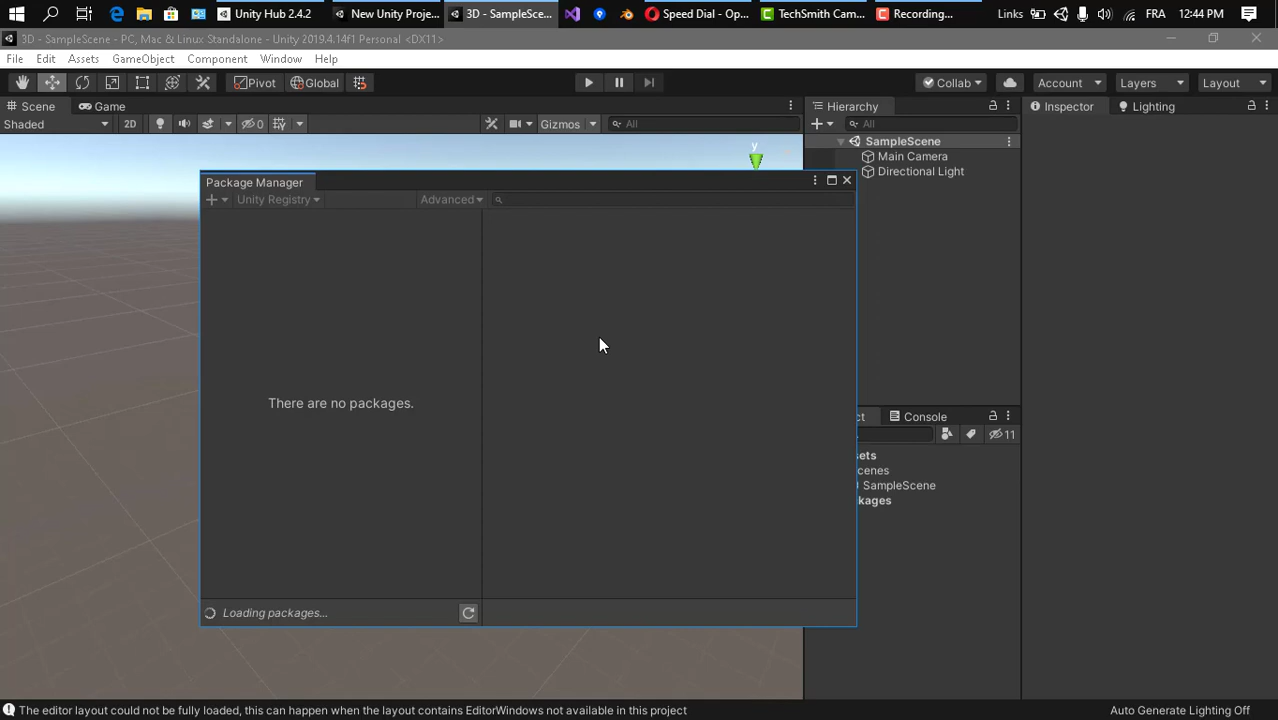 Unity Hub 2.4.2
New Unity Proje...
3D - SampleSce...
Speed Dial - Op...
TechSmith Cam...
Recording...
Links
FRA
12:44 PM
3D - SampleScene - PC, Mac & Linux Standalone - Unity 2019.4.14f1 Personal <DX11>
File Edit Assets GameObject Component Window Help
Pivot Global Collab Account Layers Layout
Scene Game Hierarchy Inspector Lighting
Shaded 2D 0 Gizmos All All
SampleScene
Main Camera
Directional Light
y
Package Manager
Unity Registry Advanced
There are no packages.
Loading packages...
ct Console
11
sets
cenes
SampleScene
kages
The editor layout could not be fully loaded, this can happen when the layout contains EditorWindows not available in this project
Auto Generate Lighting Off